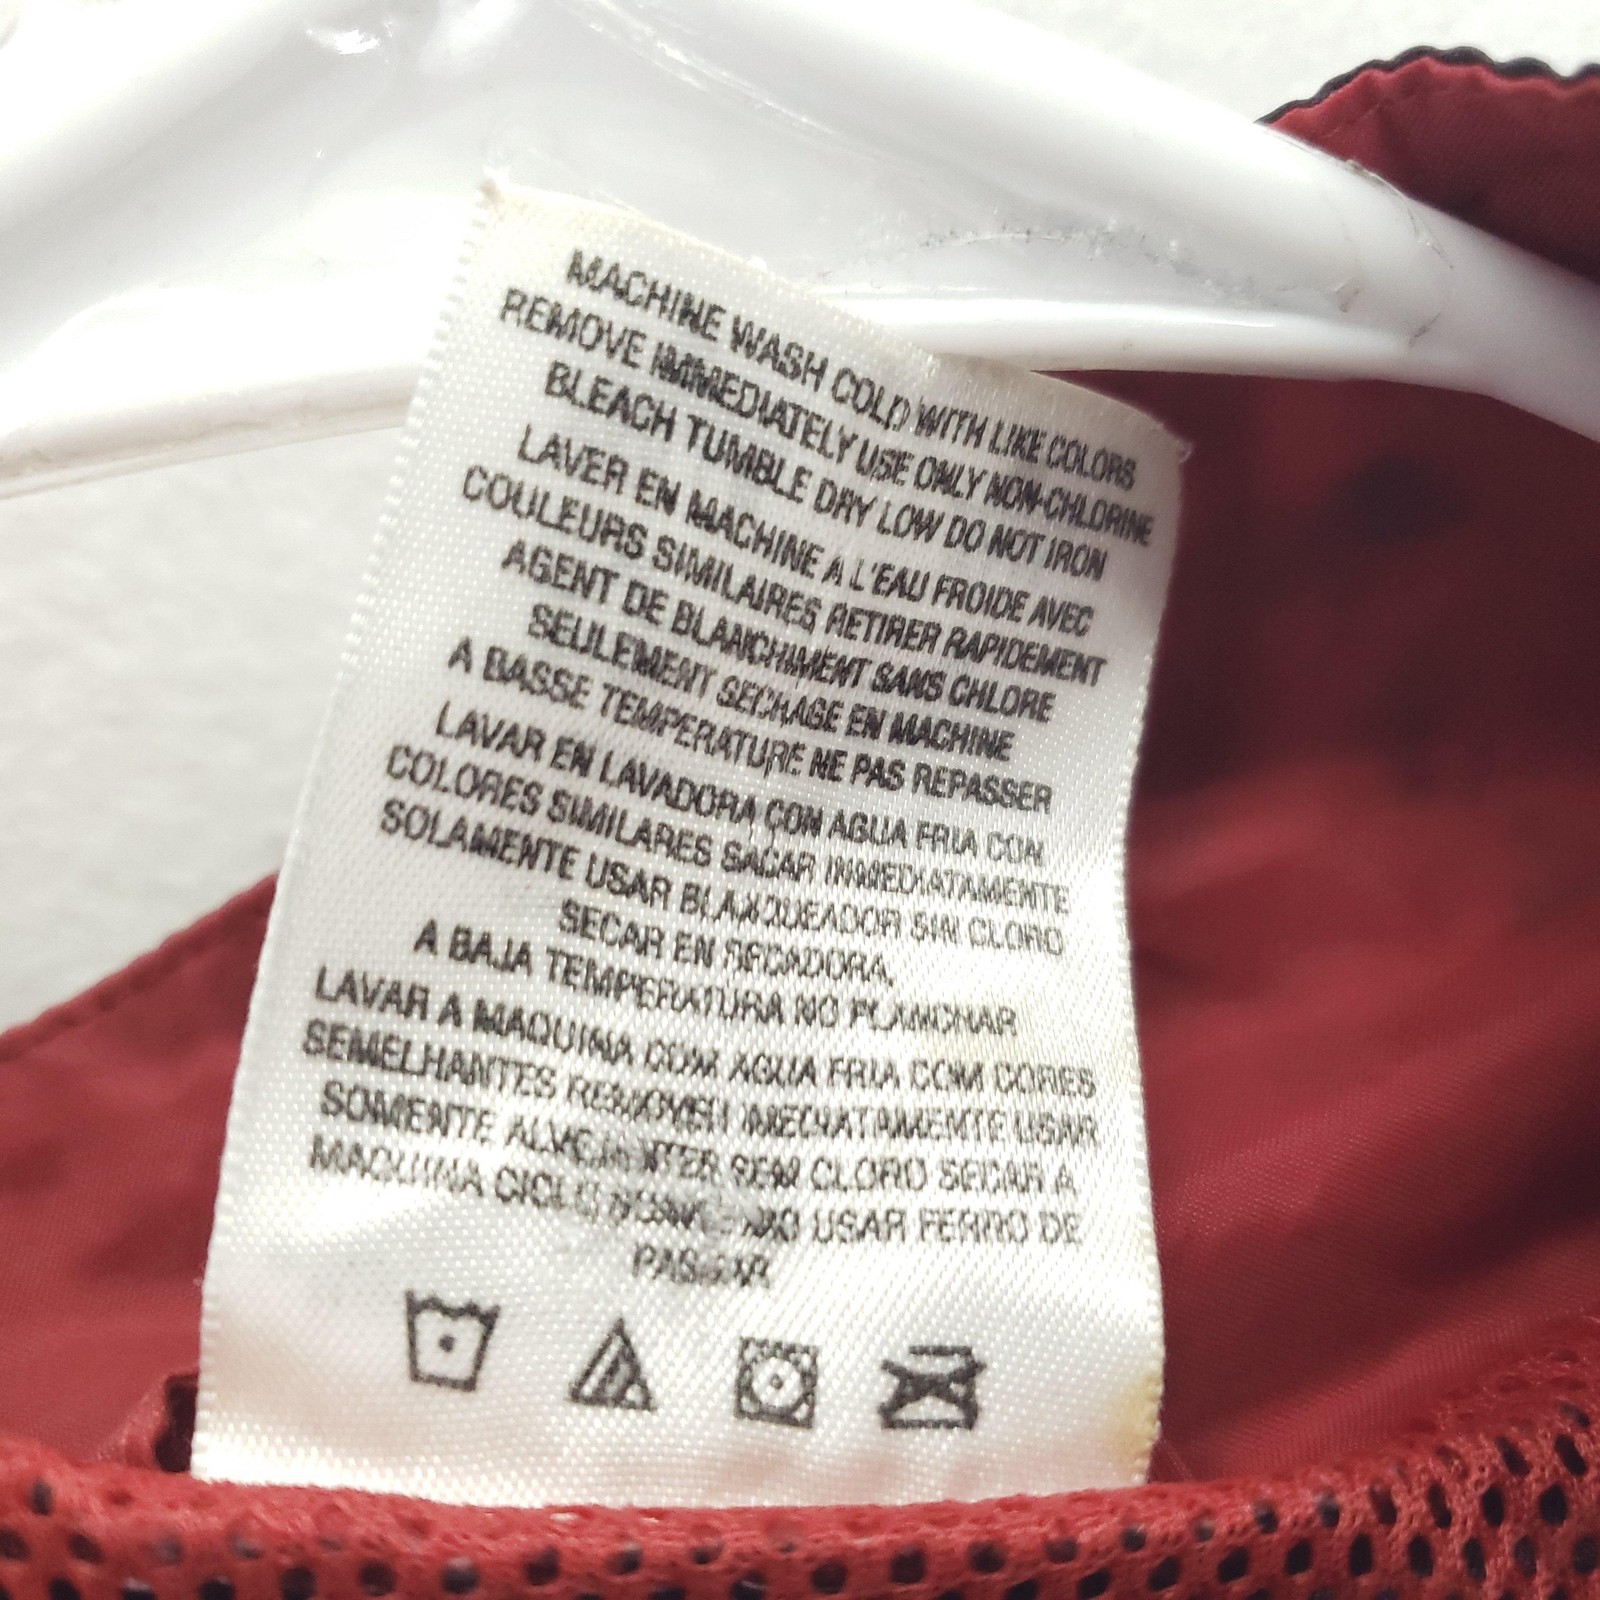 MACHINE WASH COLD WITH LIKE COLORS
REMOVE IMMEDIATELY USE ONLY NON-CHLORINE
BLEACH TUMBLE DRY LOW DO NOT IRON
LAVER EN MACHINE A L'EAU FROIDE AVEC
COULEURS SIMILAIRES RETIRER RAPIDEMENT
AGENT DE BLANCHIMENT SANS CHLORE
SEULEMENT SECHAGE EN MACHINE
A BASSE TEMPERATURE NE PAS REPASSER
LAVAR EN LAVADORA CON AGUA FRIA CON
COLORES SIMILARES SACAR INMEDIATAMENTE
SOLAMENTE USAR BLAXQUEADOR SIN CLORO
SECAR EN SECADORA,
A BAJA TEMPERATURA NO PLANCHAR
LAVAR A MAQUINA COM AGUA FRIA COM CORES
SEMELHANTES REMOVER IMEDIATAMENTE USAR
SOMENTE SEM CLORO SECAR A
MAQUINA CICLO USAR FERRO DE
PASSAR